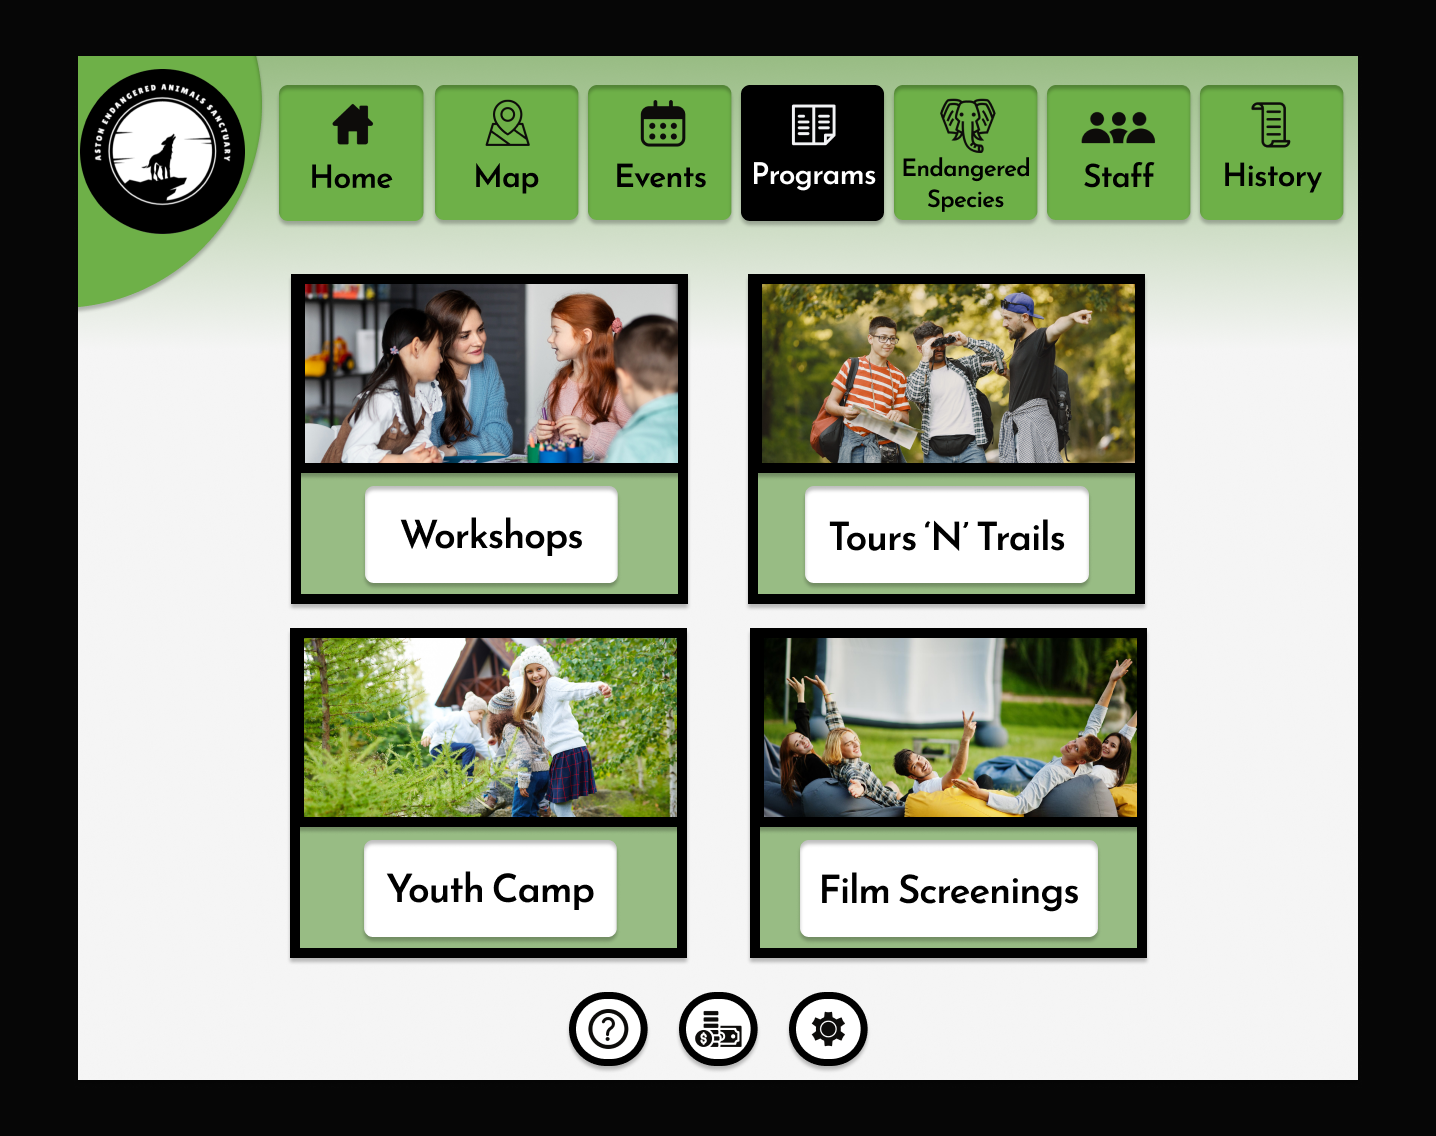 ASTON ENDANGERED ANIMALS SANCTUARY
Home
Map
Events
Programs
Endangered
Species
Staff
History
Workshops
Tours ‘N’ Trails
Youth Camp
Film Screenings
?
$